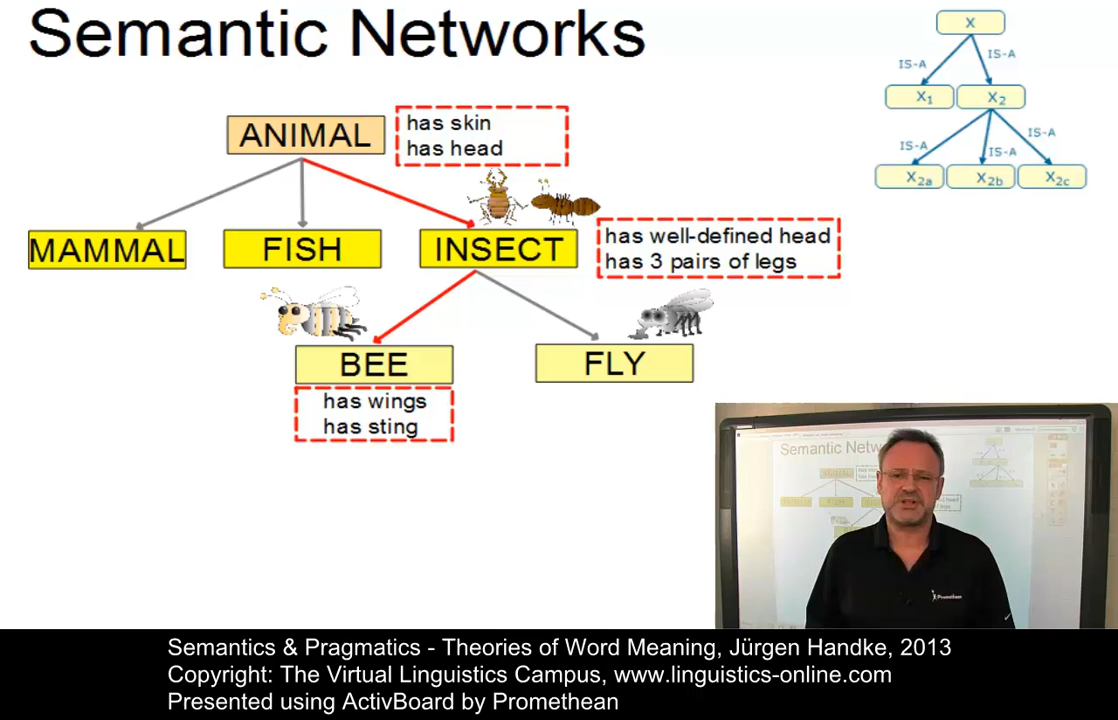 Semantic Networks
X
IS-A
IS-A
X1
X2
IS-A
IS-A
IS-A
X2a
X2b
X2c
ANIMAL
has skin
has head
MAMMAL
FISH
INSECT
has well-defined head
has 3 pairs of legs
BEE
FLY
has wings
has sting
Semantic Netw
Promethean
Semantics & Pragmatics - Theories of Word Meaning, Jürgen Handke, 2013
Copyright: The Virtual Linguistics Campus, www.linguistics-online.com
Presented using ActivBoard by Promethean